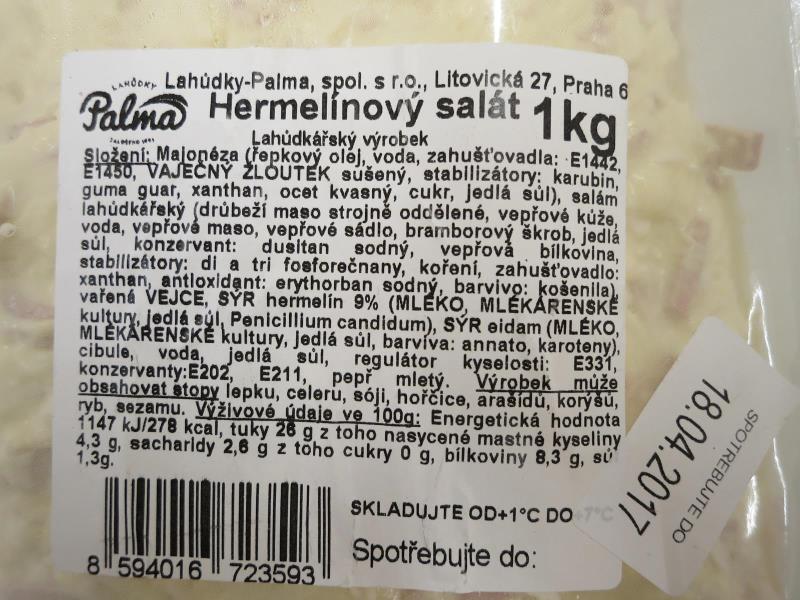 LAHŮDKY
Palma
Lahůdky-Palma, spol. s r.o., Litovická 27, Praha 6
Hermelínový salát 1kg
Lahůdkářský výrobek
Složení: Majonéza (řepkový olej, voda, zahušťovadla: E1442,
E1450, VAJEČNÝ ŽLOUTEK sušený, stabilizátory: karubin,
guma guar, xanthan, ocet kvasný, cukr, jedlá sůl), salám
lahůdkářský (drůbeží maso strojně oddělené, vepřové kůže,
voda, vepřové maso, vepřové sádlo, bramborový škrob, jedlá
sůl, konzervant: dusitan sodný, vepřová bílkovina,
stabilizátory: di a tri fosforečnany, koření, zahušťovadlo:
xanthan, antioxidant: erythorban sodný, barvivo: košenila),
vařená VEJCE, SÝR hermelín 9% (MLÉKO, MLÉKÁRENSKÉ
kultury, jedlá sůl, Penicillium candidum), SÝR eidam (MLÉKO,
MLÉKÁRENSKÉ kultury, jedlá sůl, barviva: annato, karoteny),
cibule, voda, jedlá sůl, regulátor kyselosti: E331,
konzervanty:E202, E211, pepř mletý. Výrobek může
obsahovat stopy lepku, celeru, sóji, hořčice, arašídů, korýšů,
ryb, sezamu. Výživové údaje ve 100g: Energetická hodnota
1147 kJ/278 kcal, tuky 26 g z toho nasycené mastné kyseliny
4,3 g, sacharidy 2,6 g z toho cukry 0 g, bílkoviny 8,3 g, sůl
1,3g.
SKLADUJTE OD+1°C DO+7°C
Spotřebujte do:
8 594016 723593
SPOTŘEBUJTE DO
18.04.2017